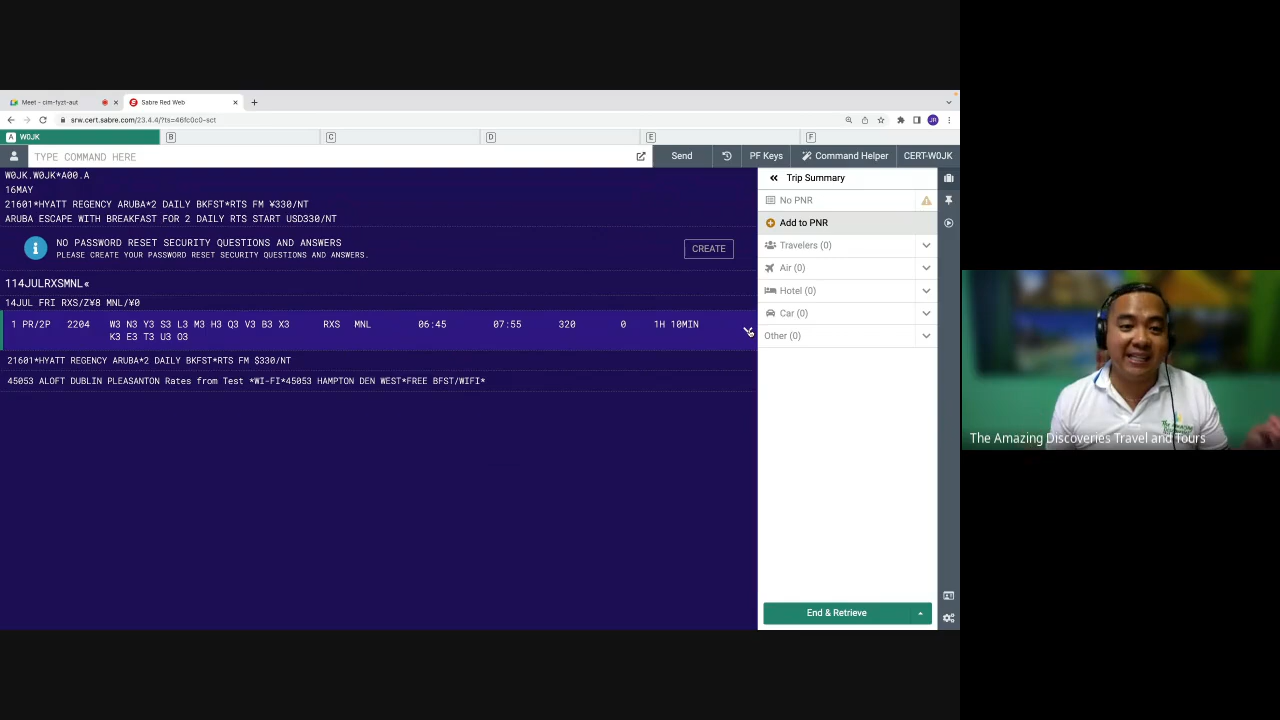 Meet - cim-fyzt-aut
Sabre Red Web
srw.cert.sabre.com/23.4.4/?ts=46fc0c0-sct
A W0JK
B
C
D
E
F
TYPE COMMAND HERE
Send
PF Keys
Command Helper
CERT-W0JK
W0JK.W0JK*A00.A
16MAY
21601*HYATT REGENCY ARUBA*2 DAILY BKFST*RTS FM ¥330/NT
ARUBA ESCAPE WITH BREAKFAST FOR 2 DAILY RTS START USD330/NT
NO PASSWORD RESET SECURITY QUESTIONS AND ANSWERS
PLEASE CREATE YOUR PASSWORD RESET SECURITY QUESTIONS AND ANSWERS.
CREATE
114JULRXSMNL«
14JUL FRI RXS/Z¥8 MNL/¥0
1 PR/2P 2204 W3 N3 Y3 S3 L3 M3 H3 Q3 V3 B3 X3 RXS MNL 06:45 07:55 320 0 1H 10MIN
K3 E3 T3 U3 O3
21601*HYATT REGENCY ARUBA*2 DAILY BKFST*RTS FM $330/NT
45053 ALOFT DUBLIN PLEASANTON Rates from Test *WI-FI*45053 HAMPTON DEN WEST*FREE BFST/WIFI*
Trip Summary
No PNR
Add to PNR
Travelers (0)
Air (0)
Hotel (0)
Car (0)
Other (0)
End & Retrieve
JR
The Amazing Discoveries Travel and Tours